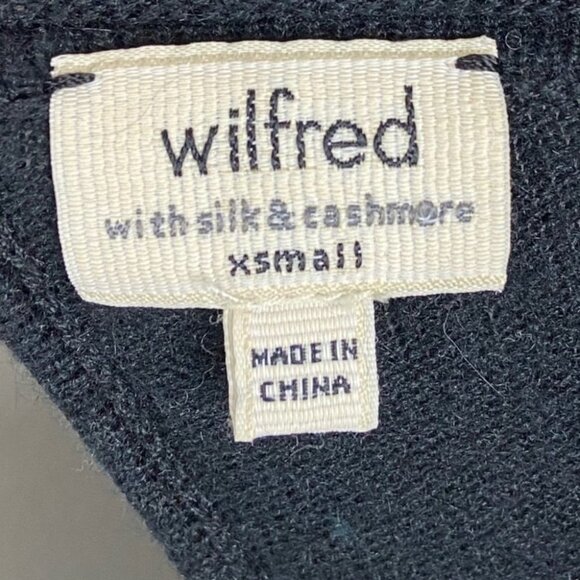 wilfred
with silk & cashmere
xsmall
MADE IN
CHINA